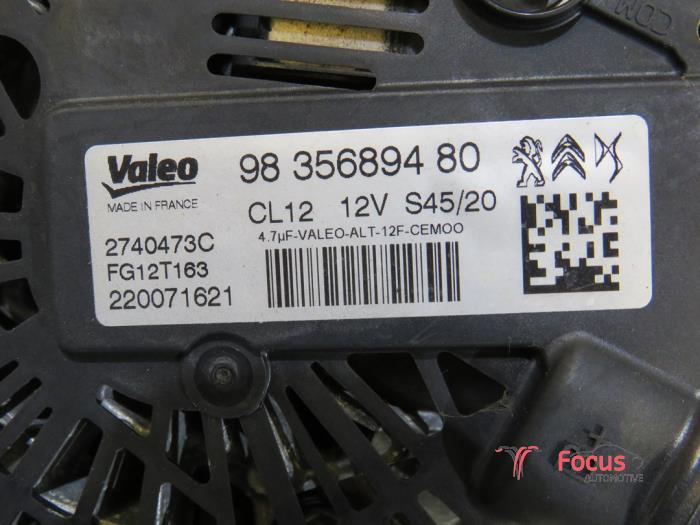 COM
Valeo
MADE IN FRANCE
98 356894 80
CL12 12V S45/20
4.7µF-VALEO-ALT-12F-CEMOO
2740473C
FG12T163
220071621
B+
Focus
AUTOMOTIVE